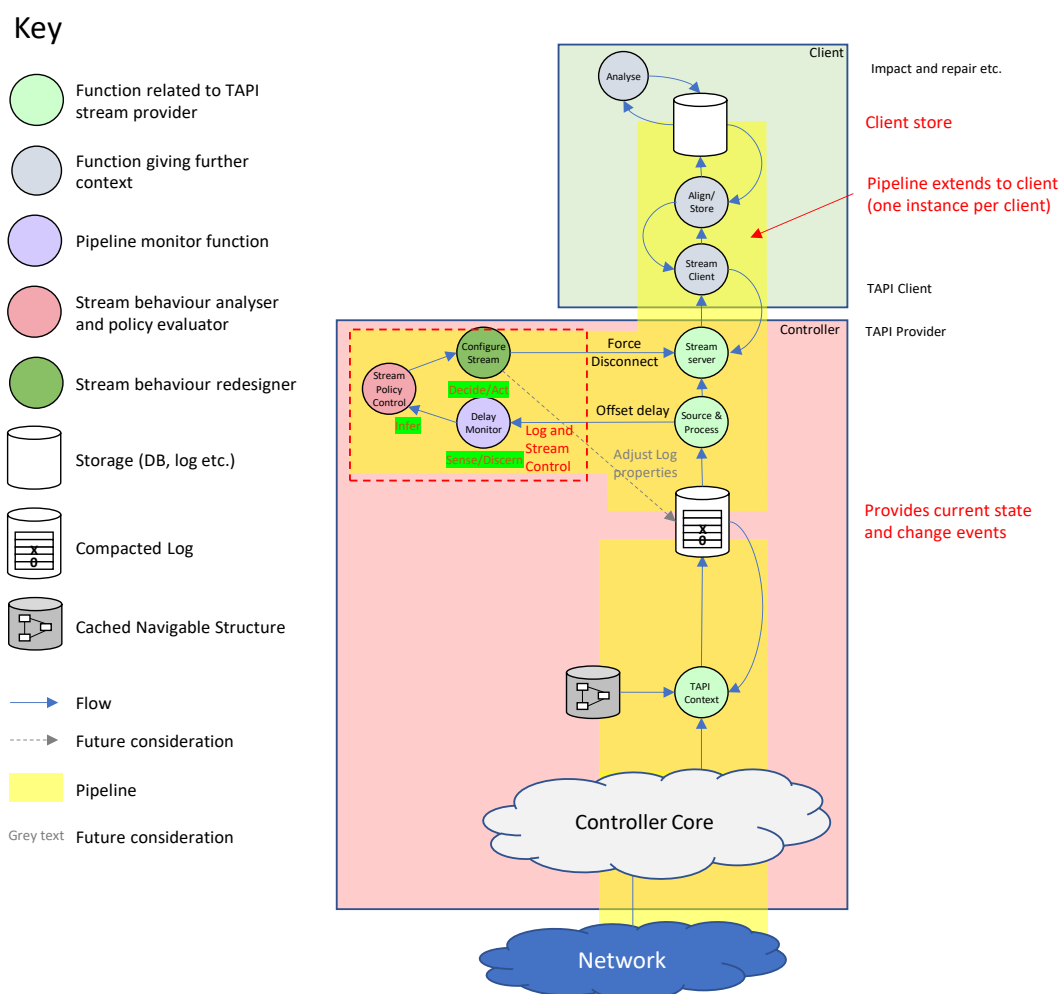 Key
Function related to TAPI
stream provider
Function giving further
context
Pipeline monitor function
Stream behaviour analyser
and policy evaluator
Stream behaviour redesigner
Storage (DB, log etc.)
X
0
Compacted Log
Cached Navigable Structure
Flow
Future consideration
Pipeline
Grey text
Future consideration
Client
Analyse
Impact and repair etc.
Client store
Pipeline extends to client
(one instance per client)
Align/
Store
Stream
Client
TAPI Client
TAPI Provider
Controller
Configure
Stream
Force
Disconnect
Stream
server
Stream
Policy
Control
Decide/Act
Infer
Delay
Monitor
Offset delay
Source &
Process
Sense/Discern
Log and
Stream
Control
Adjust Log
properties
X
0
Provides current state
and change events
TAPI
Context
Controller Core
Network